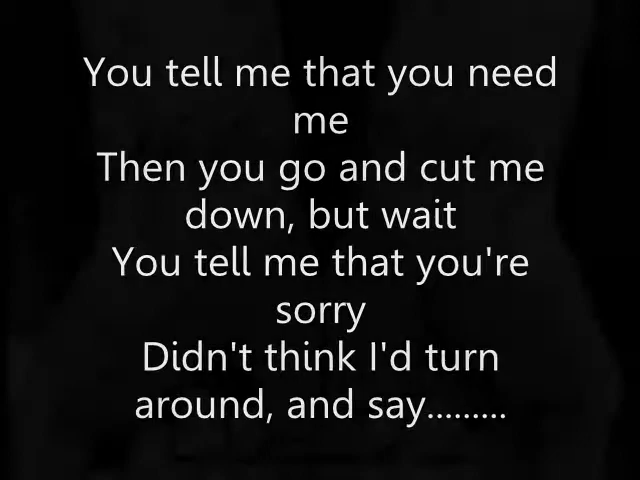 You tell me that you need
me
Then you go and cut me
down, but wait
You tell me that you're
sorry
Didn't think I'd turn
around, and say.........